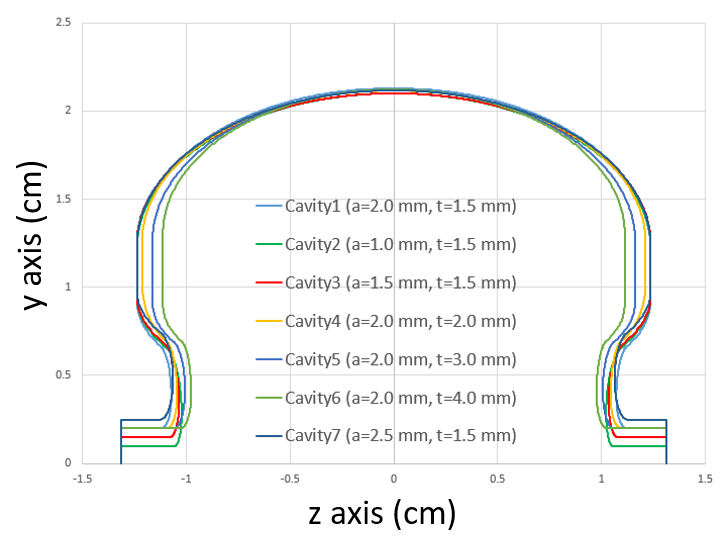 2.5
2
1.5
1
0.5
0
y axis (cm)
Cavity1 (a=2.0 mm, t=1.5 mm)
Cavity2 (a=1.0 mm, t=1.5 mm)
Cavity3 (a=1.5 mm, t=1.5 mm)
Cavity4 (a=2.0 mm, t=2.0 mm)
Cavity5 (a=2.0 mm, t=3.0 mm)
Cavity6 (a=2.0 mm, t=4.0 mm)
Cavity7 (a=2.5 mm, t=1.5 mm)
-1.5 -1 -0.5 0 0.5 1 1.5
z axis (cm)